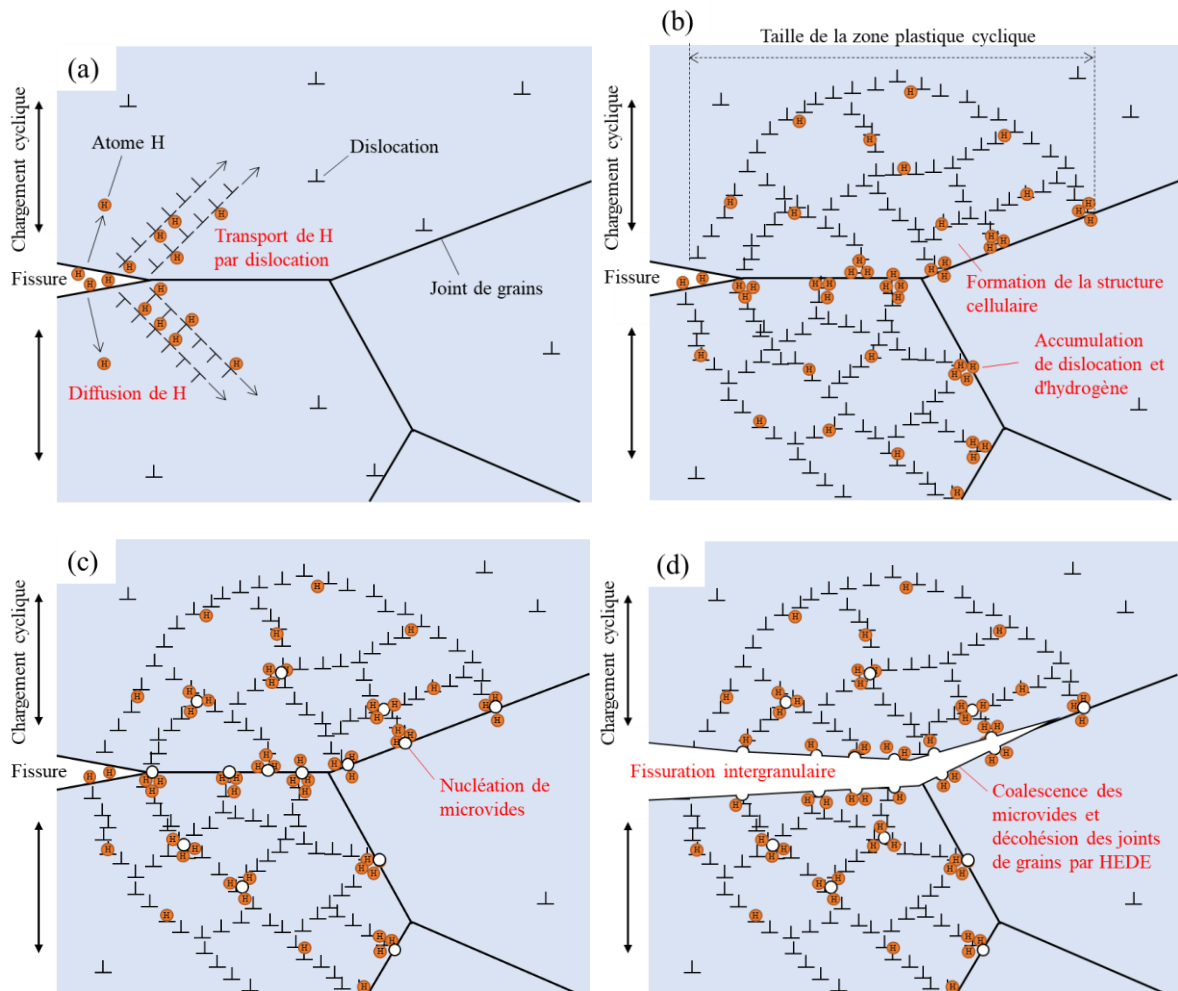 (a)
Chargement cyclique
Atome H
Dislocation
Transport de H
par dislocation
Fissure
Joint de grains
Diffusion de H
(b)
Taille de la zone plastique cyclique
Chargement cyclique
Fissure
Formation de la structure
cellulaire
Accumulation
de dislocation et
d'hydrogène
(c)
Chargement cyclique
Fissure
Nucléation de
microvides
(d)
Chargement cyclique
Fissuration intergranulaire
Coalescence des
microvides et
décohésion des joints
de grains par HEDE